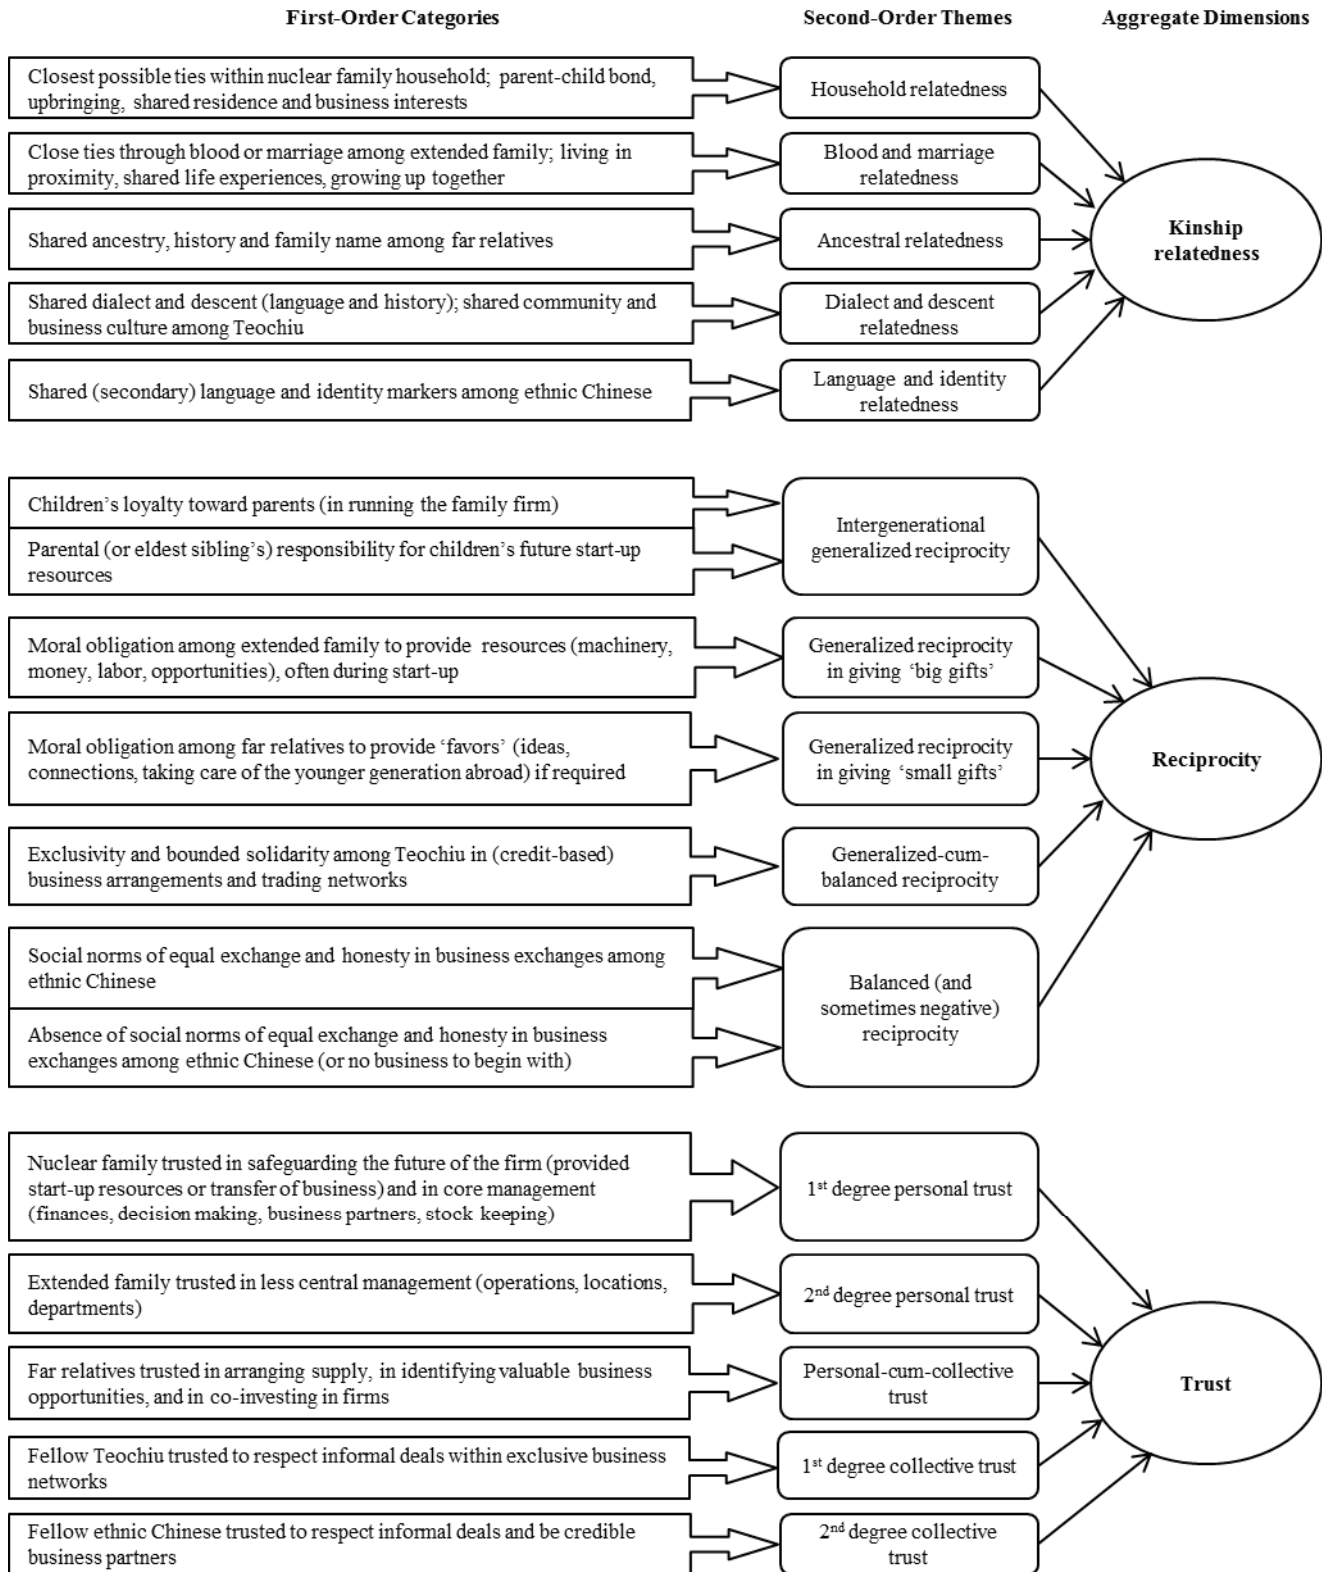 First-Order Categories
Second-Order Themes
Aggregate Dimensions
Closest possible ties within nuclear family household; parent-child bond,
upbringing, shared residence and business interests
Household relatedness
Close ties through blood or marriage among extended family; living in
proximity, shared life experiences, growing up together
Blood and marriage
relatedness
Shared ancestry, history and family name among far relatives
Ancestral relatedness
Kinship
relatedness
Shared dialect and descent (language and history); shared community and
business culture among Teochiu
Dialect and descent
relatedness
Shared (secondary) language and identity markers among ethnic Chinese
Language and identity
relatedness
Children’s loyalty toward parents (in running the family firm)
Parental (or eldest sibling’s) responsibility for children’s future start-up
resources
Intergenerational
generalized reciprocity
Moral obligation among extended family to provide resources (machinery,
money, labor, opportunities), often during start-up
Generalized reciprocity
in giving ‘big gifts’
Moral obligation among far relatives to provide ‘favors’ (ideas,
connections, taking care of the younger generation abroad) if required
Generalized reciprocity
in giving ‘small gifts’
Reciprocity
Exclusivity and bounded solidarity among Teochiu in (credit-based)
business arrangements and trading networks
Generalized-cum-
balanced reciprocity
Social norms of equal exchange and honesty in business exchanges among
ethnic Chinese
Absence of social norms of equal exchange and honesty in business
exchanges among ethnic Chinese (or no business to begin with)
Balanced (and
sometimes negative)
reciprocity
Nuclear family trusted in safeguarding the future of the firm (provided
start-up resources or transfer of business) and in core management
(finances, decision making, business partners, stock keeping)
1st degree personal trust
Extended family trusted in less central management (operations, locations,
departments)
2nd degree personal trust
Far relatives trusted in arranging supply, in identifying valuable business
opportunities, and in co-investing in firms
Personal-cum-collective
trust
Trust
Fellow Teochiu trusted to respect informal deals within exclusive business
networks
1st degree collective trust
Fellow ethnic Chinese trusted to respect informal deals and be credible
business partners
2nd degree collective
trust